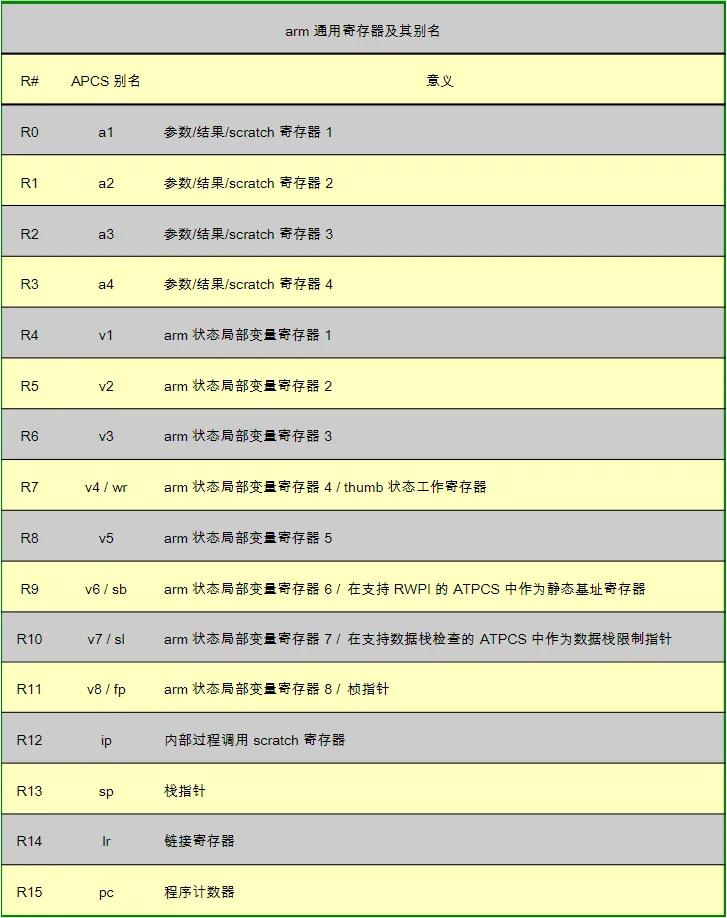 arm 通用寄存器及其别名
R# APCS 别名 意义
R0 a1 参数/结果/scratch 寄存器 1
R1 a2 参数/结果/scratch 寄存器 2
R2 a3 参数/结果/scratch 寄存器 3
R3 a4 参数/结果/scratch 寄存器 4
R4 v1 arm 状态局部变量寄存器 1
R5 v2 arm 状态局部变量寄存器 2
R6 v3 arm 状态局部变量寄存器 3
R7 v4 / wr arm 状态局部变量寄存器 4 / thumb 状态工作寄存器
R8 v5 arm 状态局部变量寄存器 5
R9 v6 / sb arm 状态局部变量寄存器 6 / 在支持 RWPI 的 ATPCS 中作为静态基址寄存器
R10 v7 / sl arm 状态局部变量寄存器 7 / 在支持数据栈检查的 ATPCS 中作为数据栈限制指针
R11 v8 / fp arm 状态局部变量寄存器 8 / 桢指针
R12 ip 内部过程调用 scratch 寄存器
R13 sp 栈指针
R14 lr 链接寄存器
R15 pc 程序计数器